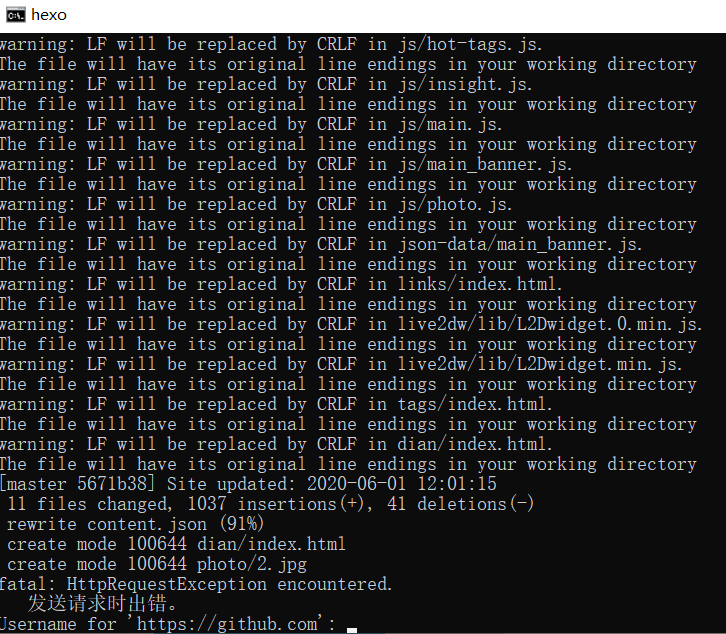 hexo
warning: LF will be replaced by CRLF in js/hot-tags.js.
The file will have its original line endings in your working directory
warning: LF will be replaced by CRLF in js/insight.js.
The file will have its original line endings in your working directory
warning: LF will be replaced by CRLF in js/main.js.
The file will have its original line endings in your working directory
warning: LF will be replaced by CRLF in js/main_banner.js.
The file will have its original line endings in your working directory
warning: LF will be replaced by CRLF in js/photo.js.
The file will have its original line endings in your working directory
warning: LF will be replaced by CRLF in json-data/main_banner.js.
The file will have its original line endings in your working directory
warning: LF will be replaced by CRLF in links/index.html.
The file will have its original line endings in your working directory
warning: LF will be replaced by CRLF in live2dw/lib/L2Dwidget.0.min.js.
The file will have its original line endings in your working directory
warning: LF will be replaced by CRLF in live2dw/lib/L2Dwidget.min.js.
The file will have its original line endings in your working directory
warning: LF will be replaced by CRLF in tags/index.html.
The file will have its original line endings in your working directory
warning: LF will be replaced by CRLF in dian/index.html.
The file will have its original line endings in your working directory
[master 5671b38] Site updated: 2020-06-01 12:01:15
11 files changed, 1037 insertions(+), 41 deletions(-)
rewrite content.json (91%)
create mode 100644 dian/index.html
create mode 100644 photo/2.jpg
fatal: HttpRequestException encountered.
发送请求时出错。
Username for 'https://github.com':